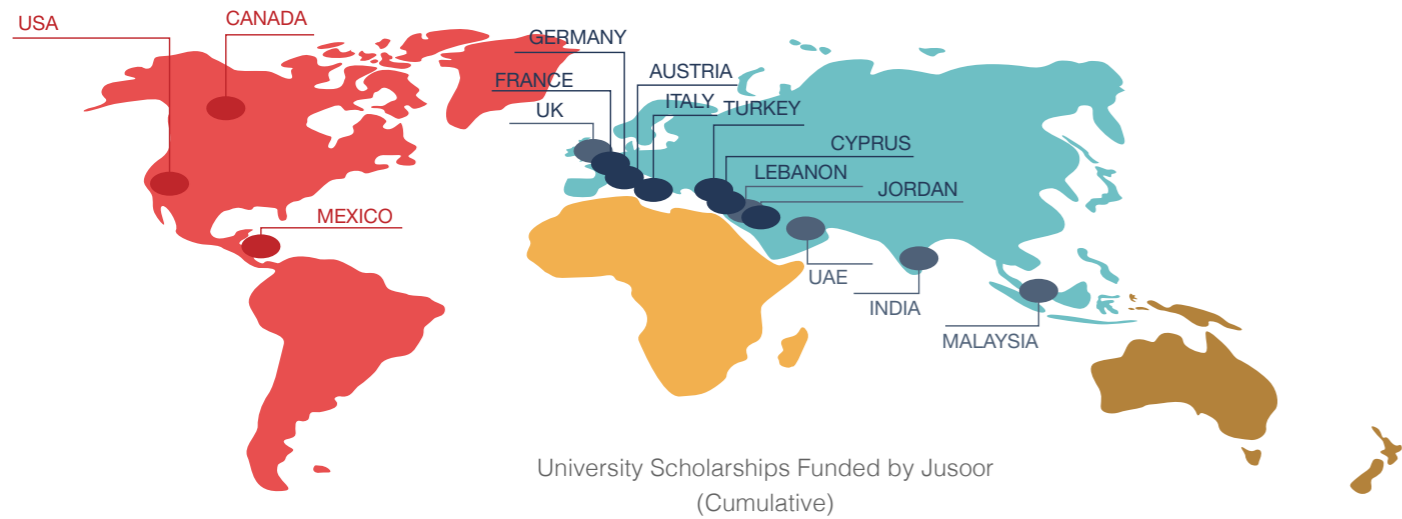 USA
CANADA
MEXICO
GERMANY
FRANCE
UK
AUSTRIA
ITALY
TURKEY
CYPRUS
LEBANON
JORDAN
UAE
INDIA
MALAYSIA
University Scholarships Funded by Jusoor
(Cumulative)